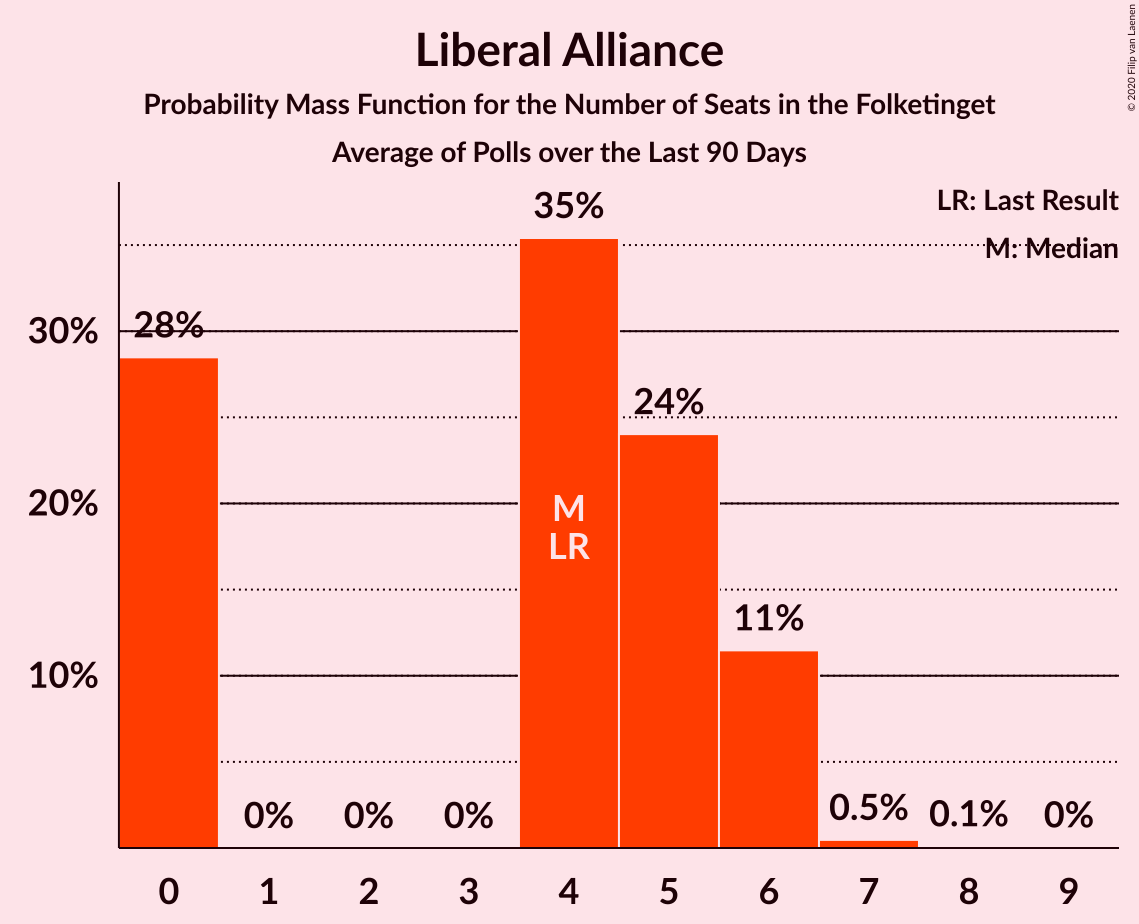 Liberal Alliance
Probability Mass Function for the Number of Seats in the Folketinget
Average of Polls over the Last 90 Days
© 2020 Filip van Laenen
LR: Last Result
M: Median
35%
28%
30%
24%
20%
M
LR
11%
10%
0%
0%
0%
0.5%
0.1%
0%
0
1
2
3
4
5
6
7
8
9